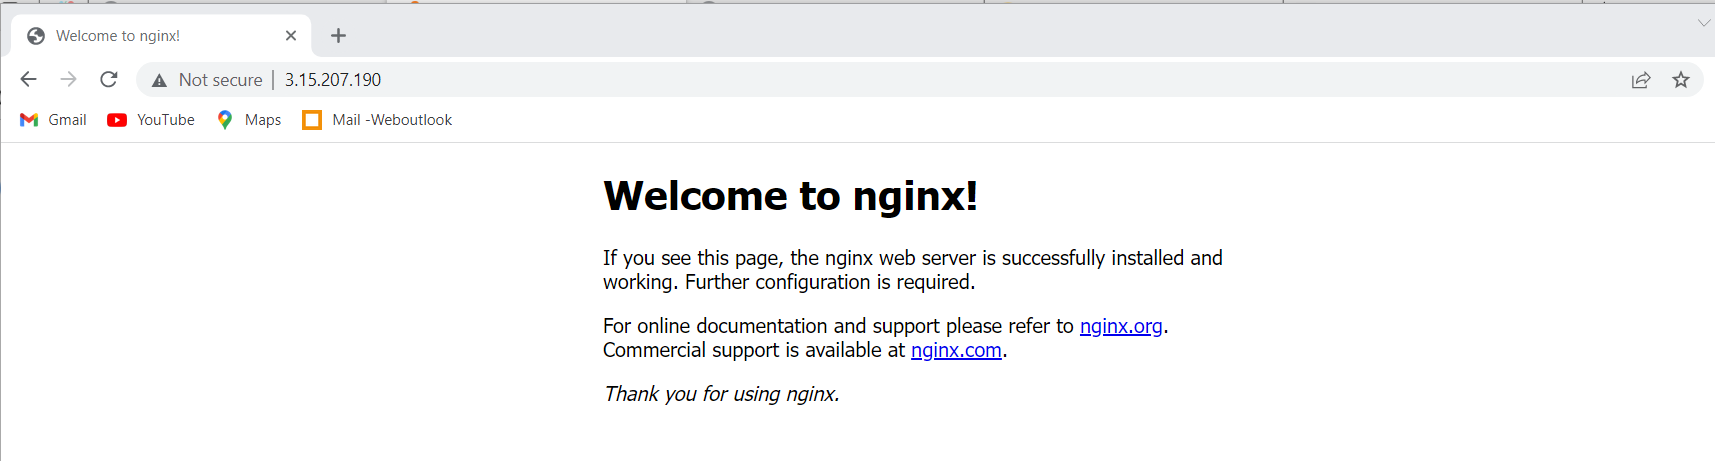 Welcome to nginx!
Not secure | 3.15.207.190
Gmail YouTube Maps Mail -Weboutlook
Welcome to nginx!
If you see this page, the nginx web server is successfully installed and
working. Further configuration is required.
For online documentation and support please refer to nginx.org.
Commercial support is available at nginx.com.
Thank you for using nginx.